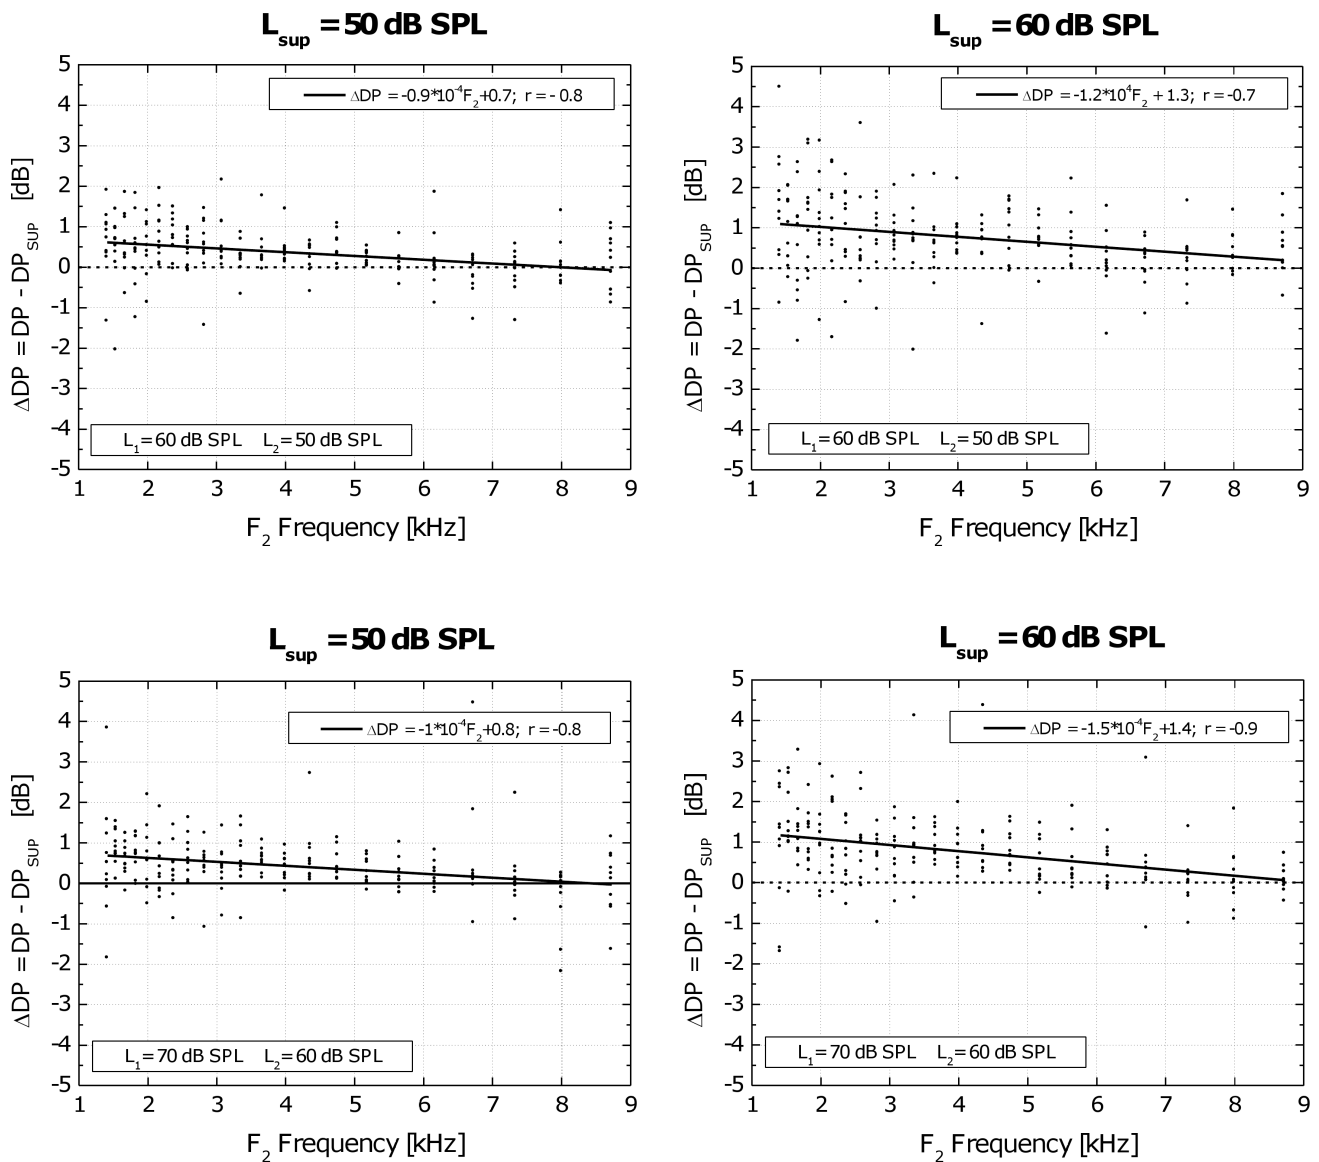 L_sup = 50 dB SPL
5
4
3
2
1
0
-1
-2
-3
-4
-5
ΔDP = DP - DP_SUP [dB]
ΔDP = -0.9*10^-4F_2+0.7; r = - 0.8
L_1=60 dB SPL L_2=50 dB SPL
1 2 3 4 5 6 7 8 9
F_2 Frequency [kHz]
L_sup = 60 dB SPL
5
4
3
2
1
0
-1
-2
-3
-4
-5
ΔDP = DP - DP_SUP [dB]
ΔDP = -1.2*10^4F_2 + 1.3; r = -0.7
L_1=60 dB SPL L_2=50 dB SPL
1 2 3 4 5 6 7 8 9
F_2 Frequency [kHz]
L_sup = 50 dB SPL
5
4
3
2
1
0
-1
-2
-3
-4
-5
ΔDP = DP - DP_SUP [dB]
ΔDP = -1*10^-4F_2+0.8; r = -0.8
L_1=70 dB SPL L_2=60 dB SPL
1 2 3 4 5 6 7 8 9
F_2 Frequency [kHz]
L_sup = 60 dB SPL
5
4
3
2
1
0
-1
-2
-3
-4
-5
ΔDP = DP - DP_SUP [dB]
ΔDP = -1.5*10^-4F_2+1.4; r = -0.9
L_1=70 dB SPL L_2=60 dB SPL
1 2 3 4 5 6 7 8 9
F_2 Frequency [kHz]